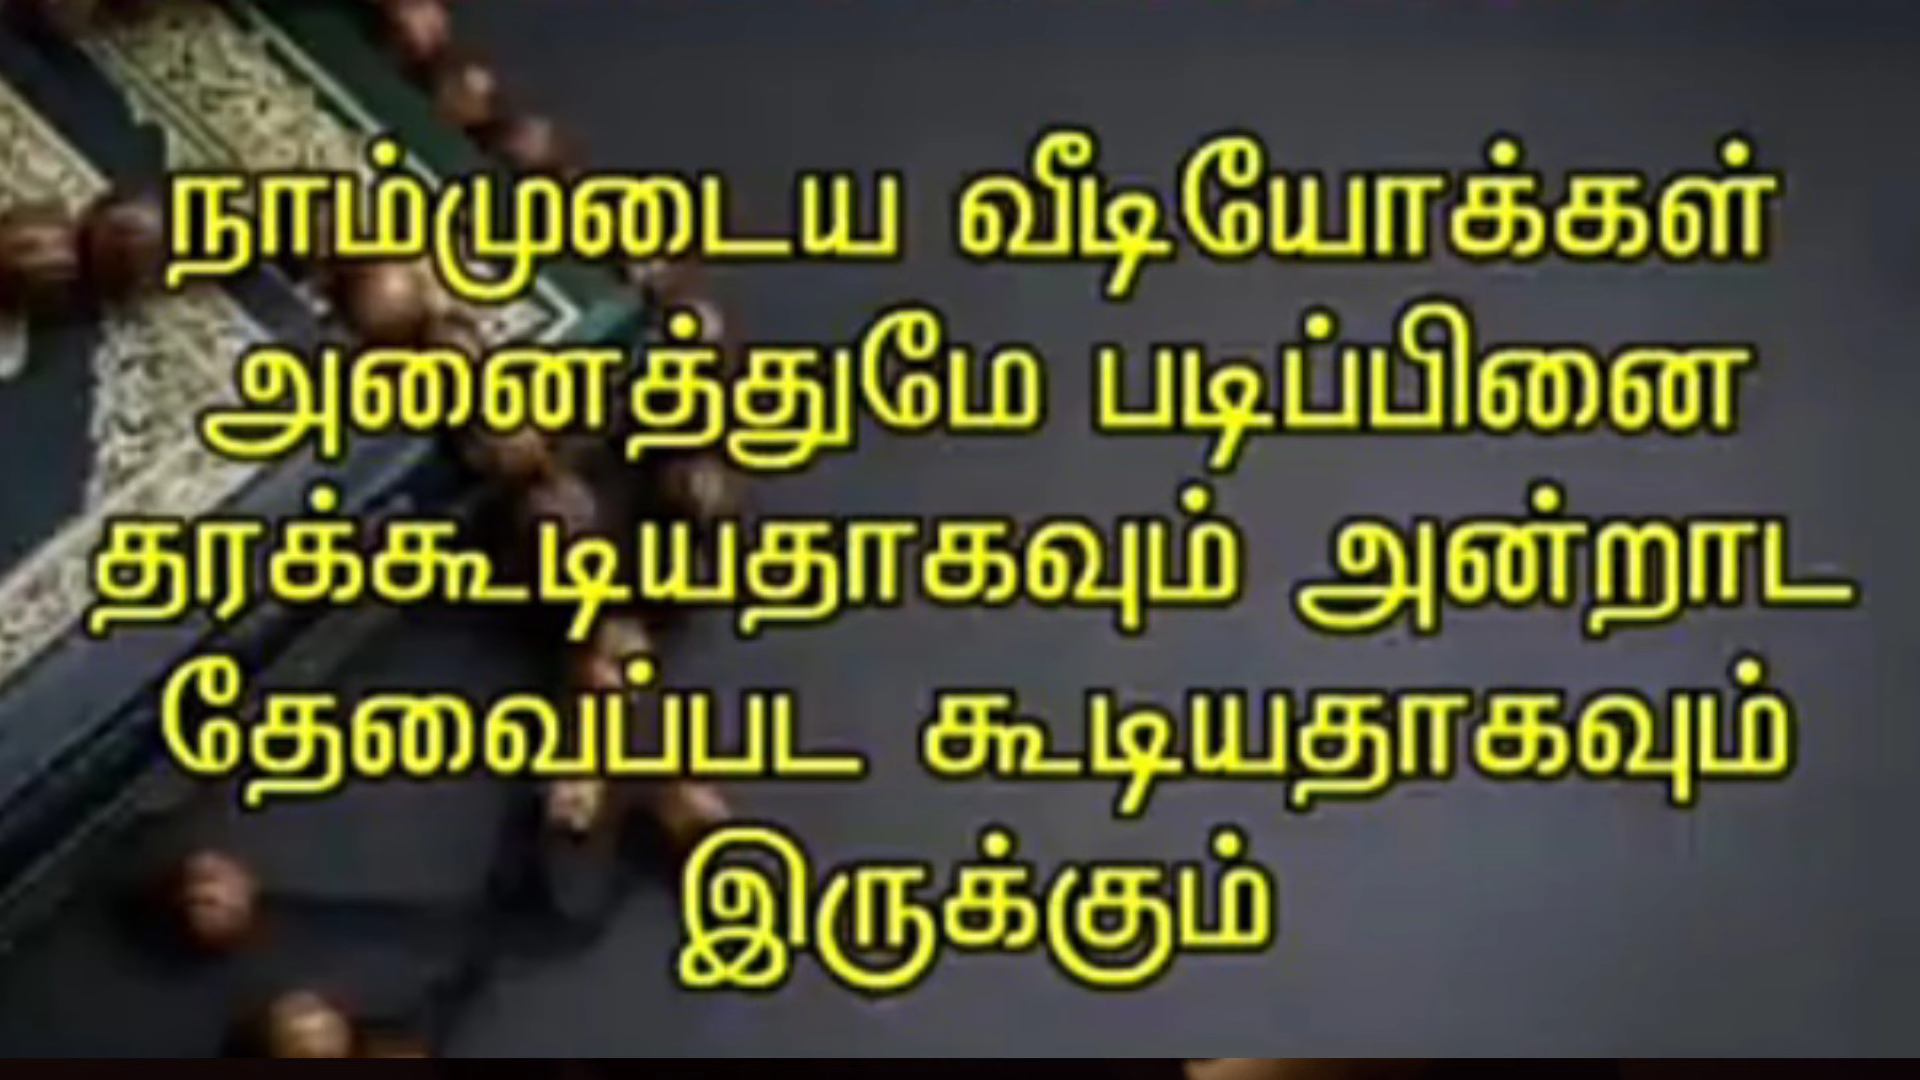 நாம்முடைய வீடியோக்கள்
அனைத்துமே படிப்பினை
தரக்கூடியதாகவும் அன்றாட
தேவைப்பட கூடியதாகவும்
இருக்கும்